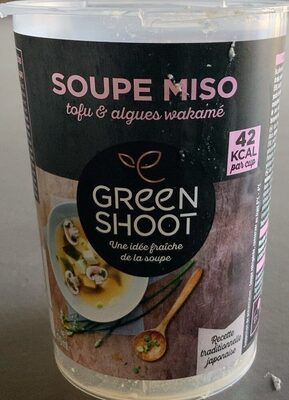 SOUPE MISO
tofu & algues wakamé
42
KCAL
par cup
GREEN
SHOOT
Une idée fraîche
de la soupe
Recette
traditionnelle
japonaise